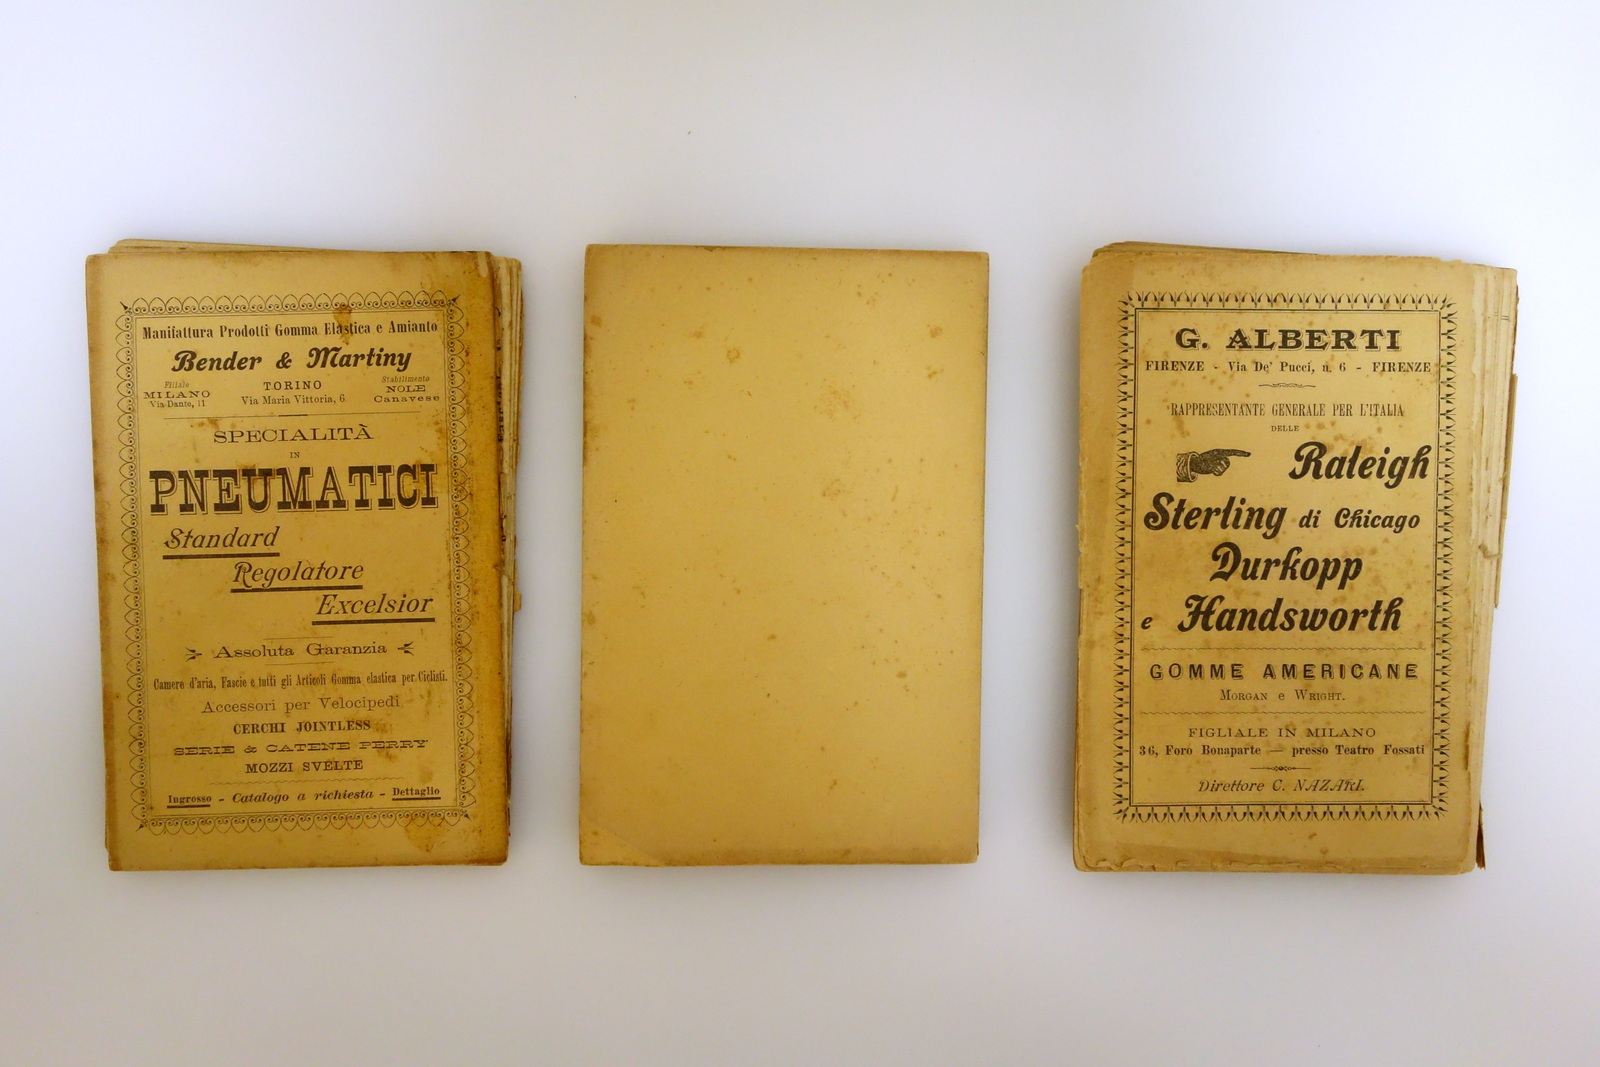 Manifattura Prodotti Gomma Elastica e Amianto
Bender & Martiny
Filiale
MILANO
Via Dante, 11
TORINO
Via Maria Vittoria, 6
Stabilimento
NOLE
Canavese
SPECIALITÀ
IN
PNEUMATICI
Standard
Regolatore
Excelsior
Assoluta Garanzia
Camere d'aria, Fascie e tutti gli Articoli Gomma elastica per Ciclisti.
Accessori per Velocipedi
CERCHI JOINTLESS
SERIE & CATENE PERRY
MOZZI SVELTE
Ingrosso - Catalogo a richiesta - Dettaglio
G. ALBERTI
FIRENZE - Via De' Pucci, n. 6 - FIRENZE
RAPPRESENTANTE GENERALE PER L'ITALIA
DELLE
Raleigh
Sterling di Chicago
Durkopp
e Handsworth
GOMME AMERICANE
MORGAN e WRIGHT.
FIGLIALE IN MILANO
36, Foro Bonaparte — presso Teatro Fossati
Direttore C. NAZARI.